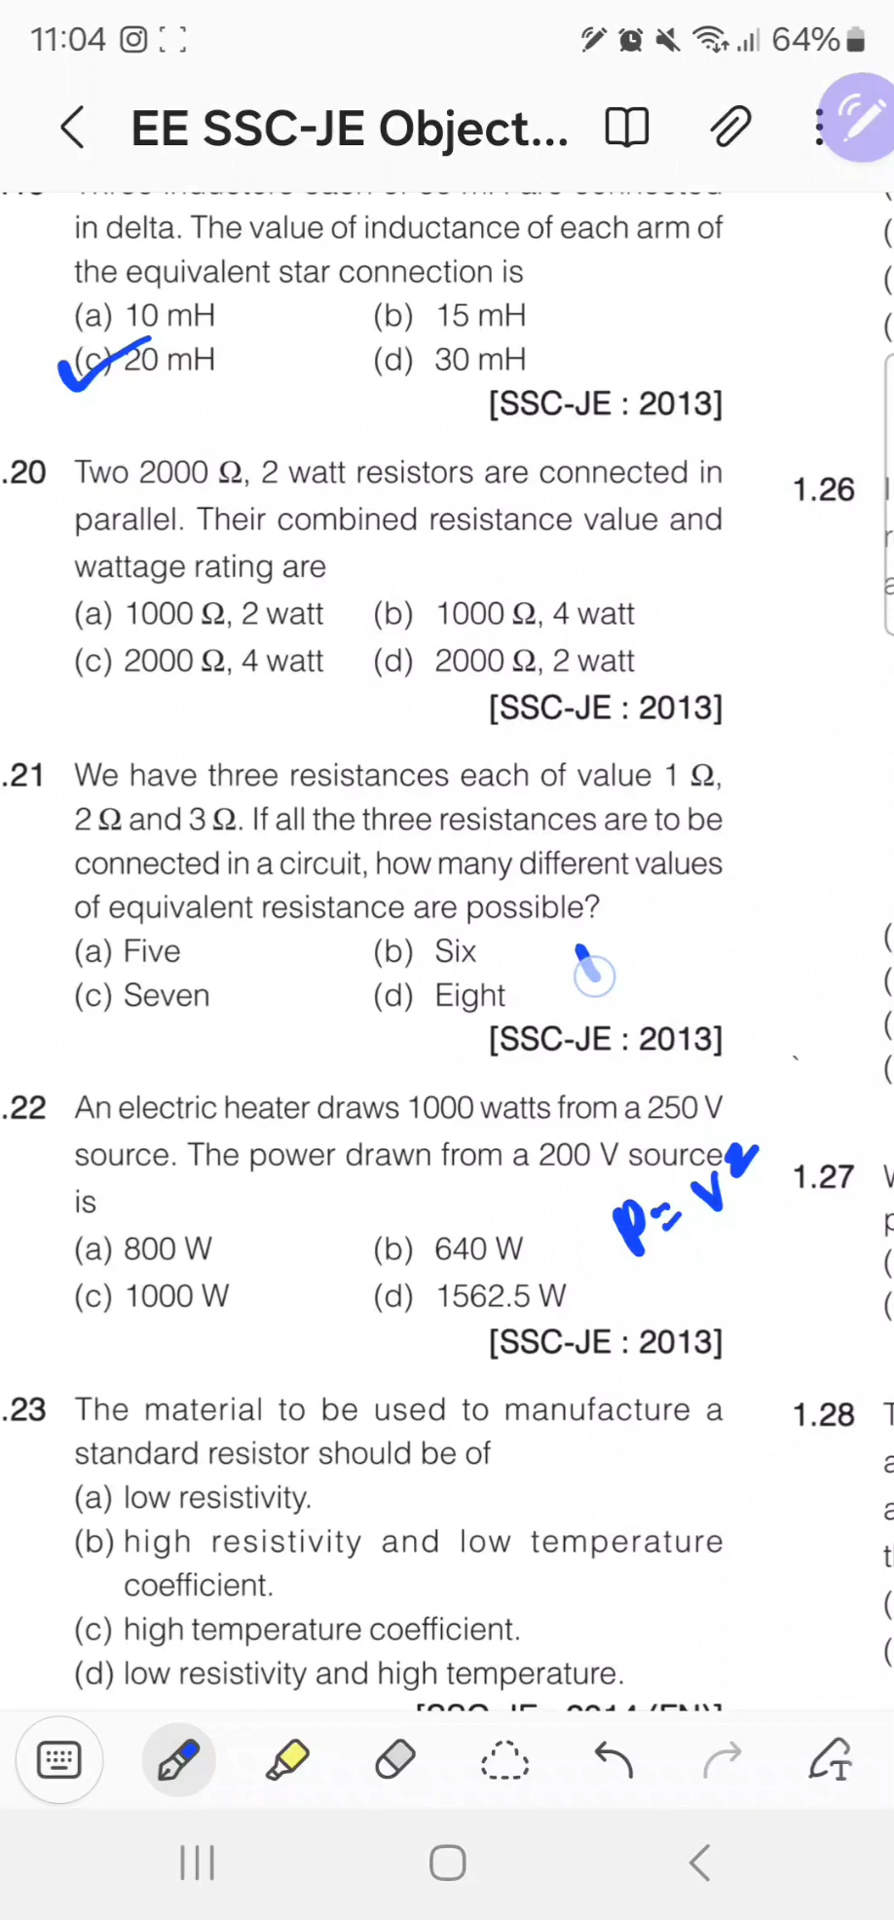 11:04
64%
EE SSC-JE Object...
in delta. The value of inductance of each arm of
the equivalent star connection is
(a) 10 mH (b) 15 mH
(c) 20 mH (d) 30 mH
[SSC-JE : 2013]
.20 Two 2000 Ω, 2 watt resistors are connected in
parallel. Their combined resistance value and
wattage rating are
(a) 1000 Ω, 2 watt (b) 1000 Ω, 4 watt
(c) 2000 Ω, 4 watt (d) 2000 Ω, 2 watt
[SSC-JE : 2013]
.21 We have three resistances each of value 1 Ω,
2 Ω and 3 Ω. If all the three resistances are to be
connected in a circuit, how many different values
of equivalent resistance are possible?
(a) Five (b) Six
(c) Seven (d) Eight
[SSC-JE : 2013]
.22 An electric heater draws 1000 watts from a 250 V
source. The power drawn from a 200 V source
is
P = V²
(a) 800 W (b) 640 W
(c) 1000 W (d) 1562.5 W
[SSC-JE : 2013]
.23 The material to be used to manufacture a
standard resistor should be of
(a) low resistivity.
(b) high resistivity and low temperature
coefficient.
(c) high temperature coefficient.
(d) low resistivity and high temperature.
1.26
1.27
1.28